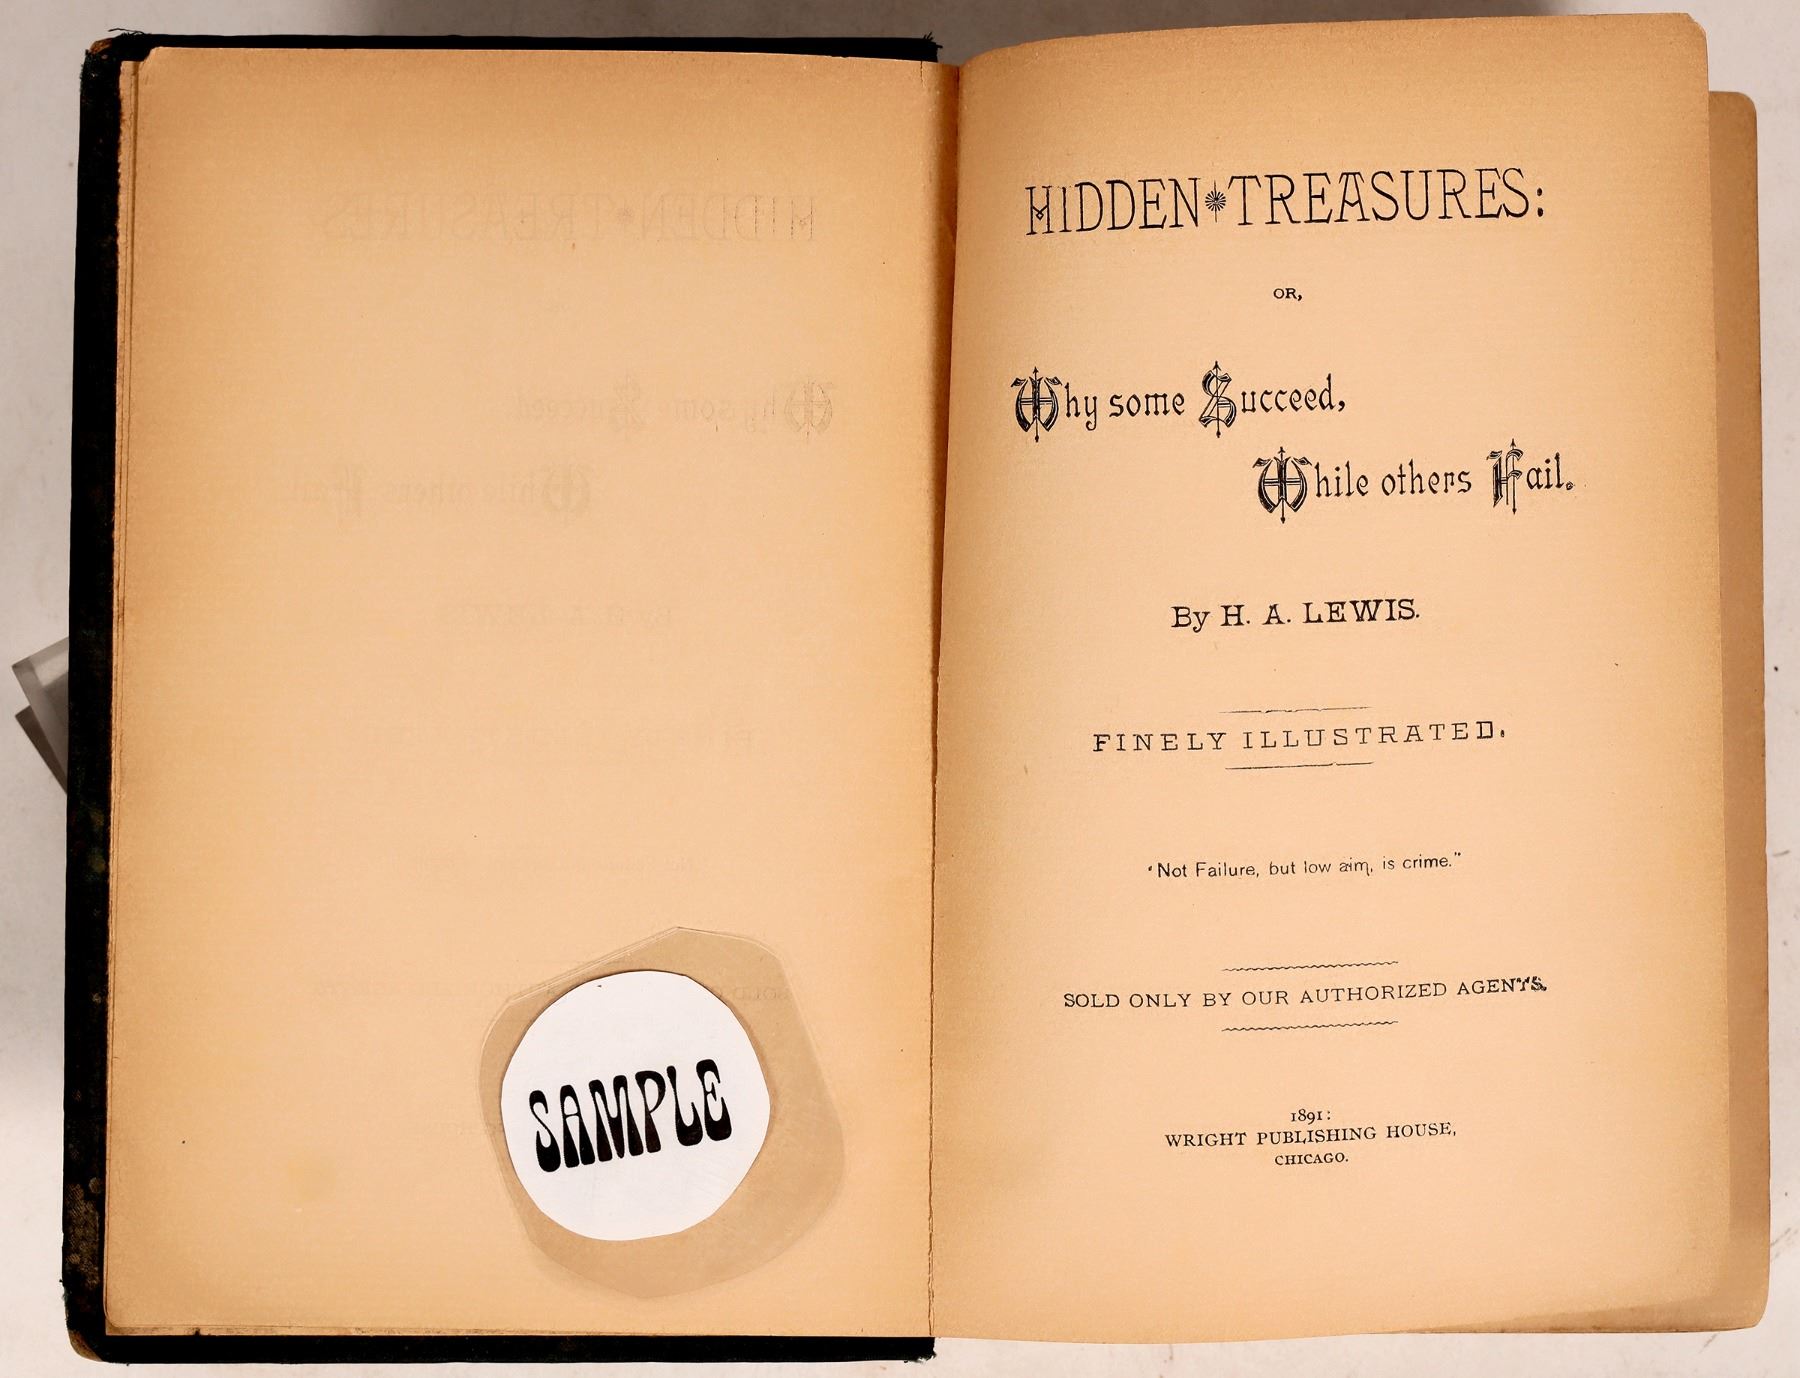 SAMPLE
HIDDEN TREASURES:
OR,
Why some Succeed,
While others Fail.
By H. A. LEWIS.
FINELY ILLUSTRATED.
"Not Failure, but low aim, is crime."
SOLD ONLY BY OUR AUTHORIZED AGENTS.
1891:
WRIGHT PUBLISHING HOUSE,
CHICAGO.